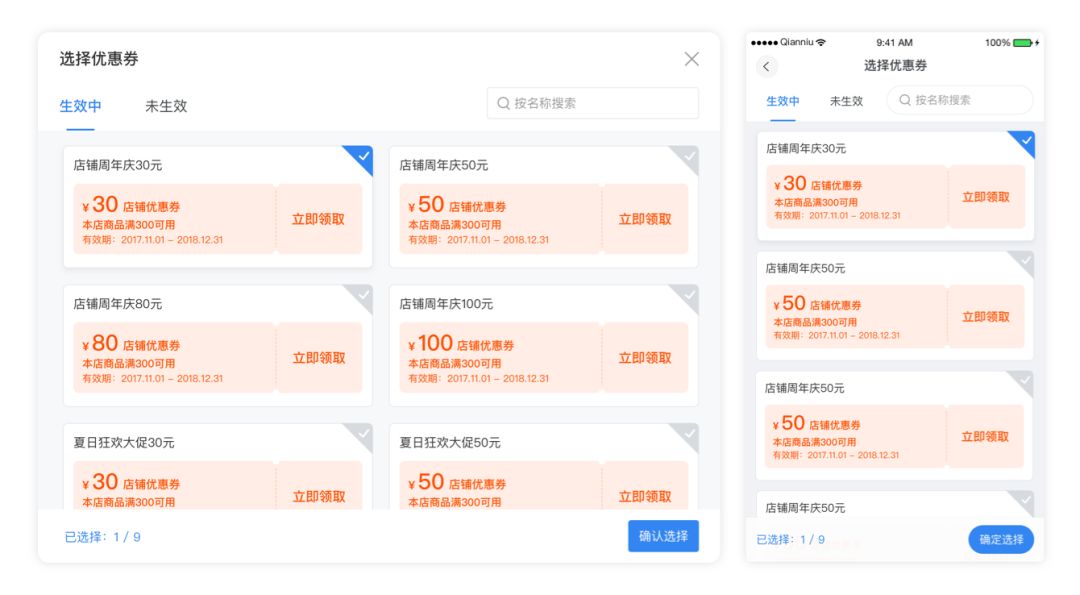 选择优惠券
生效中 未生效 按名称搜索
店铺周年庆30元
¥30 店铺优惠券
本店商品满300可用
有效期：2017.11.01 – 2018.12.31
立即领取
店铺周年庆50元
¥50 店铺优惠券
本店商品满300可用
有效期：2017.11.01 – 2018.12.31
立即领取
店铺周年庆80元
¥80 店铺优惠券
本店商品满300可用
有效期：2017.11.01 – 2018.12.31
立即领取
店铺周年庆100元
¥100 店铺优惠券
本店商品满300可用
有效期：2017.11.01 – 2018.12.31
立即领取
夏日狂欢大促30元
¥30 店铺优惠券
本店商品满300可用
立即领取
夏日狂欢大促50元
¥50 店铺优惠券
本店商品满300可用
立即领取
已选择：1 / 9
确认选择
Qianniu 9:41 AM 100%
选择优惠券
生效中 未生效 按名称搜索
店铺周年庆30元
¥30 店铺优惠券
本店商品满300可用
有效期：2017.11.01 – 2018.12.31
立即领取
店铺周年庆50元
¥50 店铺优惠券
本店商品满300可用
有效期：2017.11.01 – 2018.12.31
立即领取
店铺周年庆50元
¥50 店铺优惠券
本店商品满300可用
有效期：2017.11.01 – 2018.12.31
立即领取
店铺周年庆50元
已选择：1 / 9
确定选择